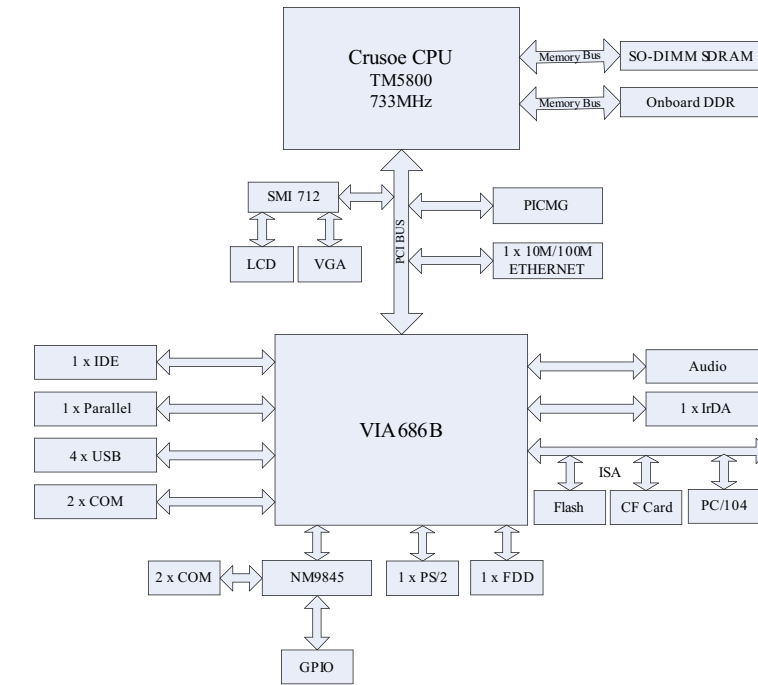 Crusoe CPU
TM5800
733MHz
Memory Bus
SO-DIMM SDRAM
Memory Bus
Onboard DDR
SMI 712
PCI BUS
PICMG
LCD
VGA
1 x 10M/100M
ETHERNET
1 x IDE
Audio
1 x Parallel
1 x IrDA
VIA686B
4 x USB
ISA
2 x COM
Flash
CF Card
PC/104
2 x COM
NM9845
1 x PS/2
1 x FDD
GPIO